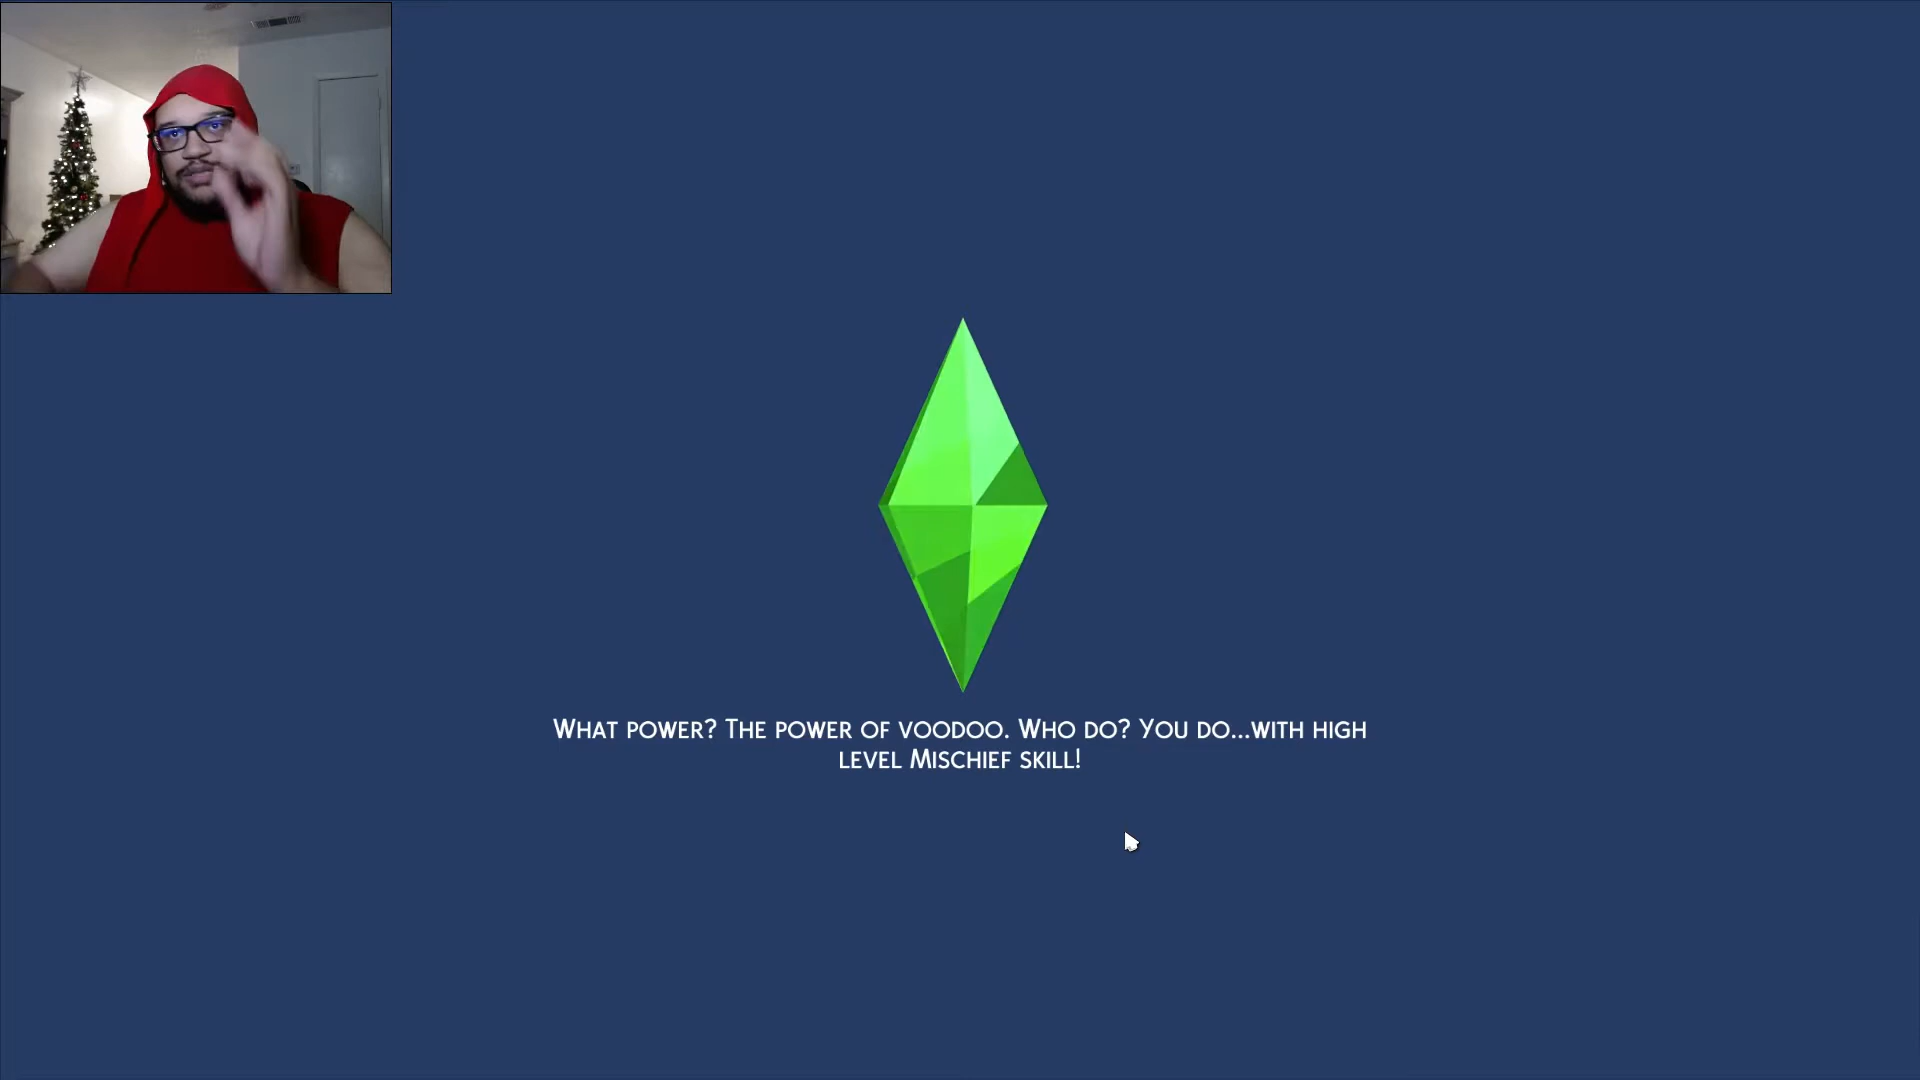 What power? The power of voodoo. Who do? You do...with high
level Mischief skill!